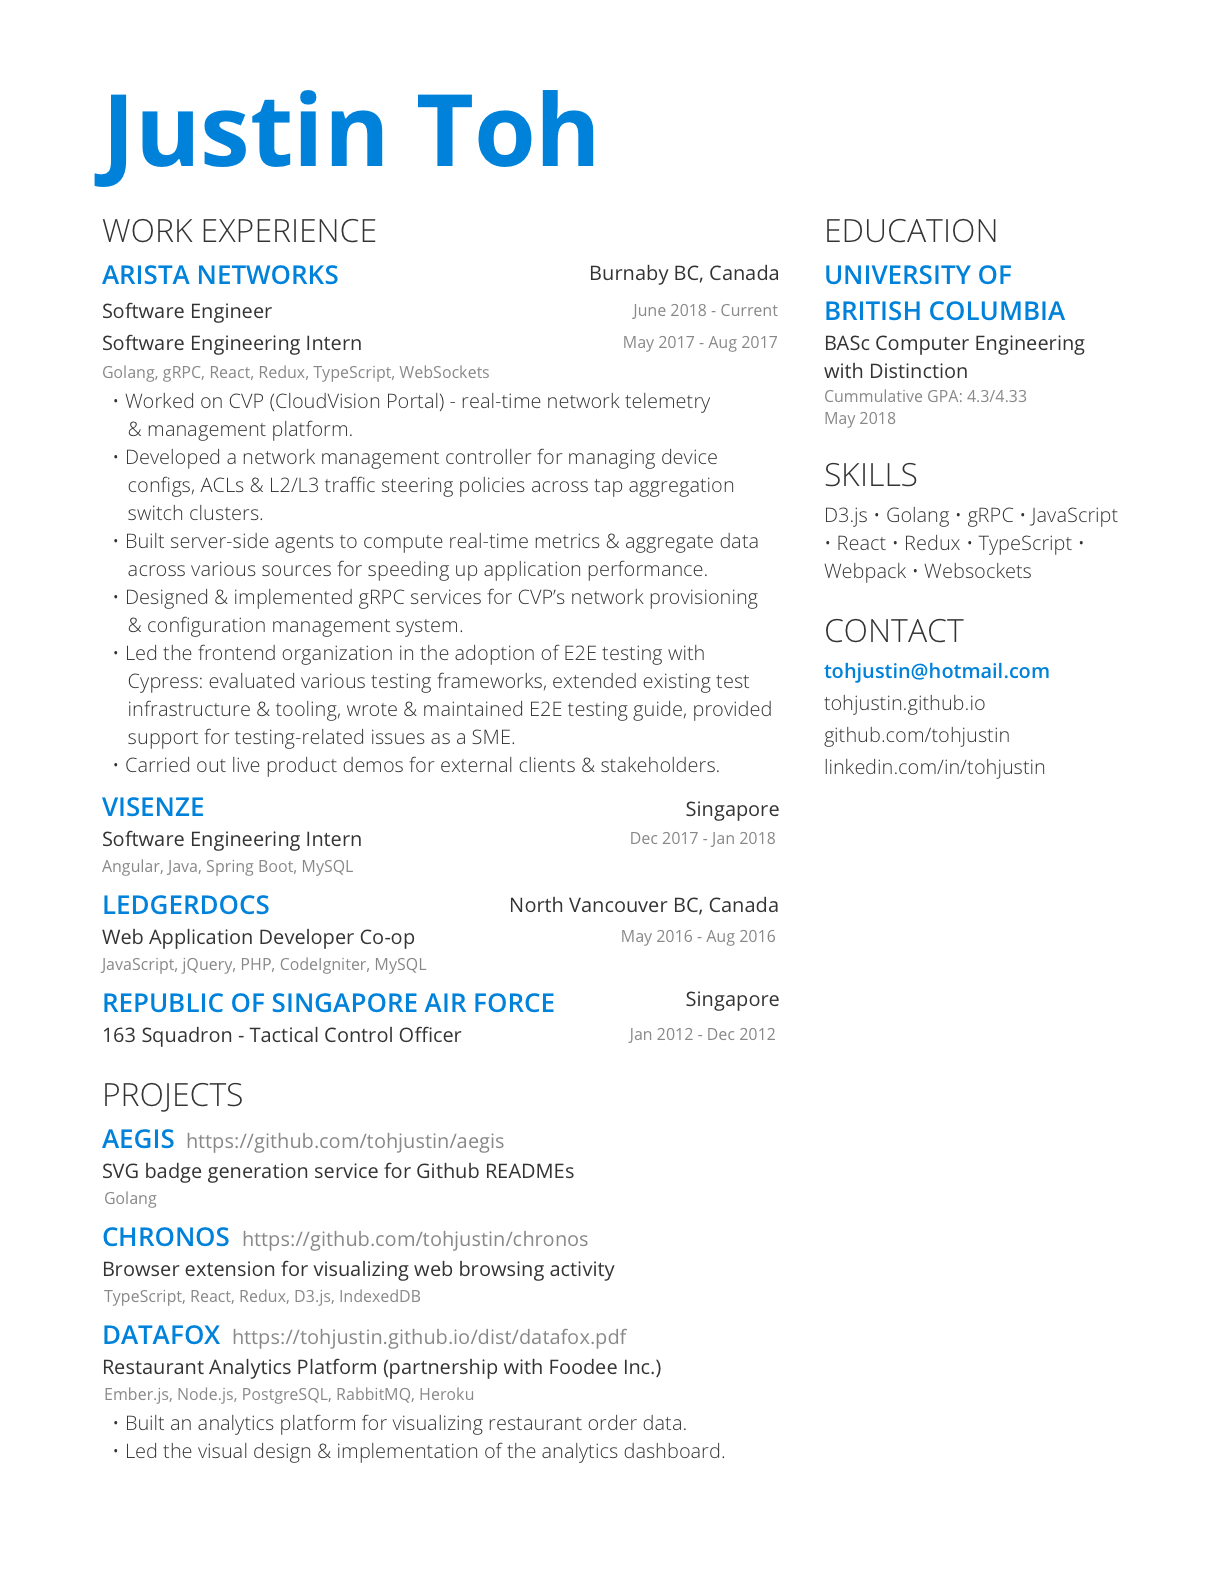 Justin Toh
WORK EXPERIENCE
ARISTA NETWORKS Burnaby BC, Canada
Software Engineer June 2018 - Current
Software Engineering Intern May 2017 - Aug 2017
Golang, gRPC, React, Redux, TypeScript, WebSockets
• Worked on CVP (CloudVision Portal) - real-time network telemetry
& management platform.
• Developed a network management controller for managing device
configs, ACLs & L2/L3 traffic steering policies across tap aggregation
switch clusters.
• Built server-side agents to compute real-time metrics & aggregate data
across various sources for speeding up application performance.
• Designed & implemented gRPC services for CVP’s network provisioning
& configuration management system.
• Led the frontend organization in the adoption of E2E testing with
Cypress: evaluated various testing frameworks, extended existing test
infrastructure & tooling, wrote & maintained E2E testing guide, provided
support for testing-related issues as a SME.
• Carried out live product demos for external clients & stakeholders.
VISENZE Singapore
Software Engineering Intern Dec 2017 - Jan 2018
Angular, Java, Spring Boot, MySQL
LEDGERDOCS North Vancouver BC, Canada
Web Application Developer Co-op May 2016 - Aug 2016
JavaScript, jQuery, PHP, CodeIgniter, MySQL
REPUBLIC OF SINGAPORE AIR FORCE Singapore
163 Squadron - Tactical Control Officer Jan 2012 - Dec 2012
PROJECTS
AEGIS https://github.com/tohjustin/aegis
SVG badge generation service for Github READMEs
Golang
CHRONOS https://github.com/tohjustin/chronos
Browser extension for visualizing web browsing activity
TypeScript, React, Redux, D3.js, IndexedDB
DATAFOX https://tohjustin.github.io/dist/datafox.pdf
Restaurant Analytics Platform (partnership with Foodee Inc.)
Ember.js, Node.js, PostgreSQL, RabbitMQ, Heroku
• Built an analytics platform for visualizing restaurant order data.
• Led the visual design & implementation of the analytics dashboard.
EDUCATION
UNIVERSITY OF
BRITISH COLUMBIA
BASc Computer Engineering
with Distinction
Cummulative GPA: 4.3/4.33
May 2018
SKILLS
D3.js • Golang • gRPC • JavaScript
• React • Redux • TypeScript •
Webpack • Websockets
CONTACT
tohjustin@hotmail.com
tohjustin.github.io
github.com/tohjustin
linkedin.com/in/tohjustin